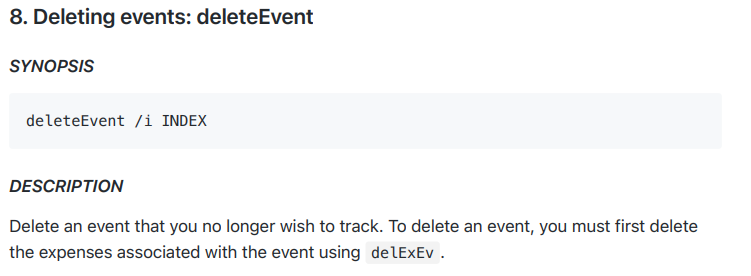 8. Deleting events: deleteEvent
SYNOPSIS
deleteEvent /i INDEX
DESCRIPTION
Delete an event that you no longer wish to track. To delete an event, you must first delete
the expenses associated with the event using delExEv .